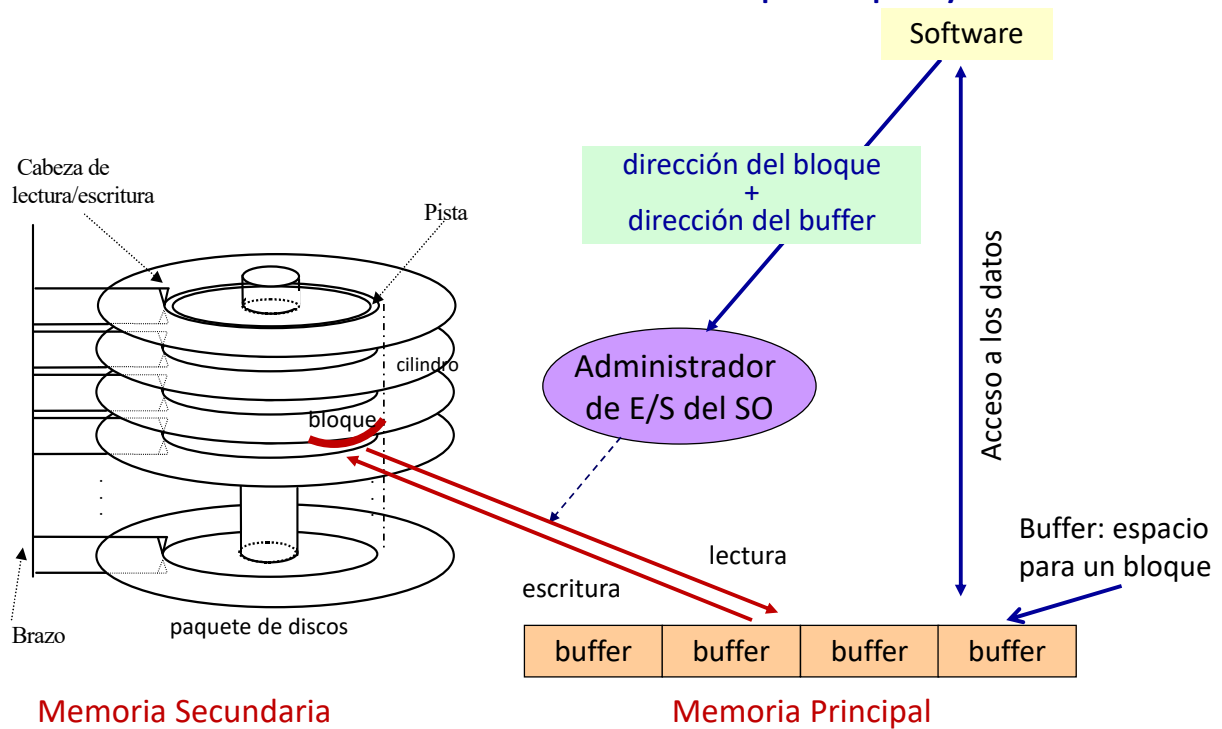 Software
dirección del bloque
+
dirección del buffer
Cabeza de
lectura/escritura
Pista
Acceso a los datos
cilindro
Administrador
de E/S del SO
bloque
lectura
escritura
Buffer: espacio
para un bloque
Brazo
paquete de discos
buffer buffer buffer buffer
Memoria Secundaria
Memoria Principal